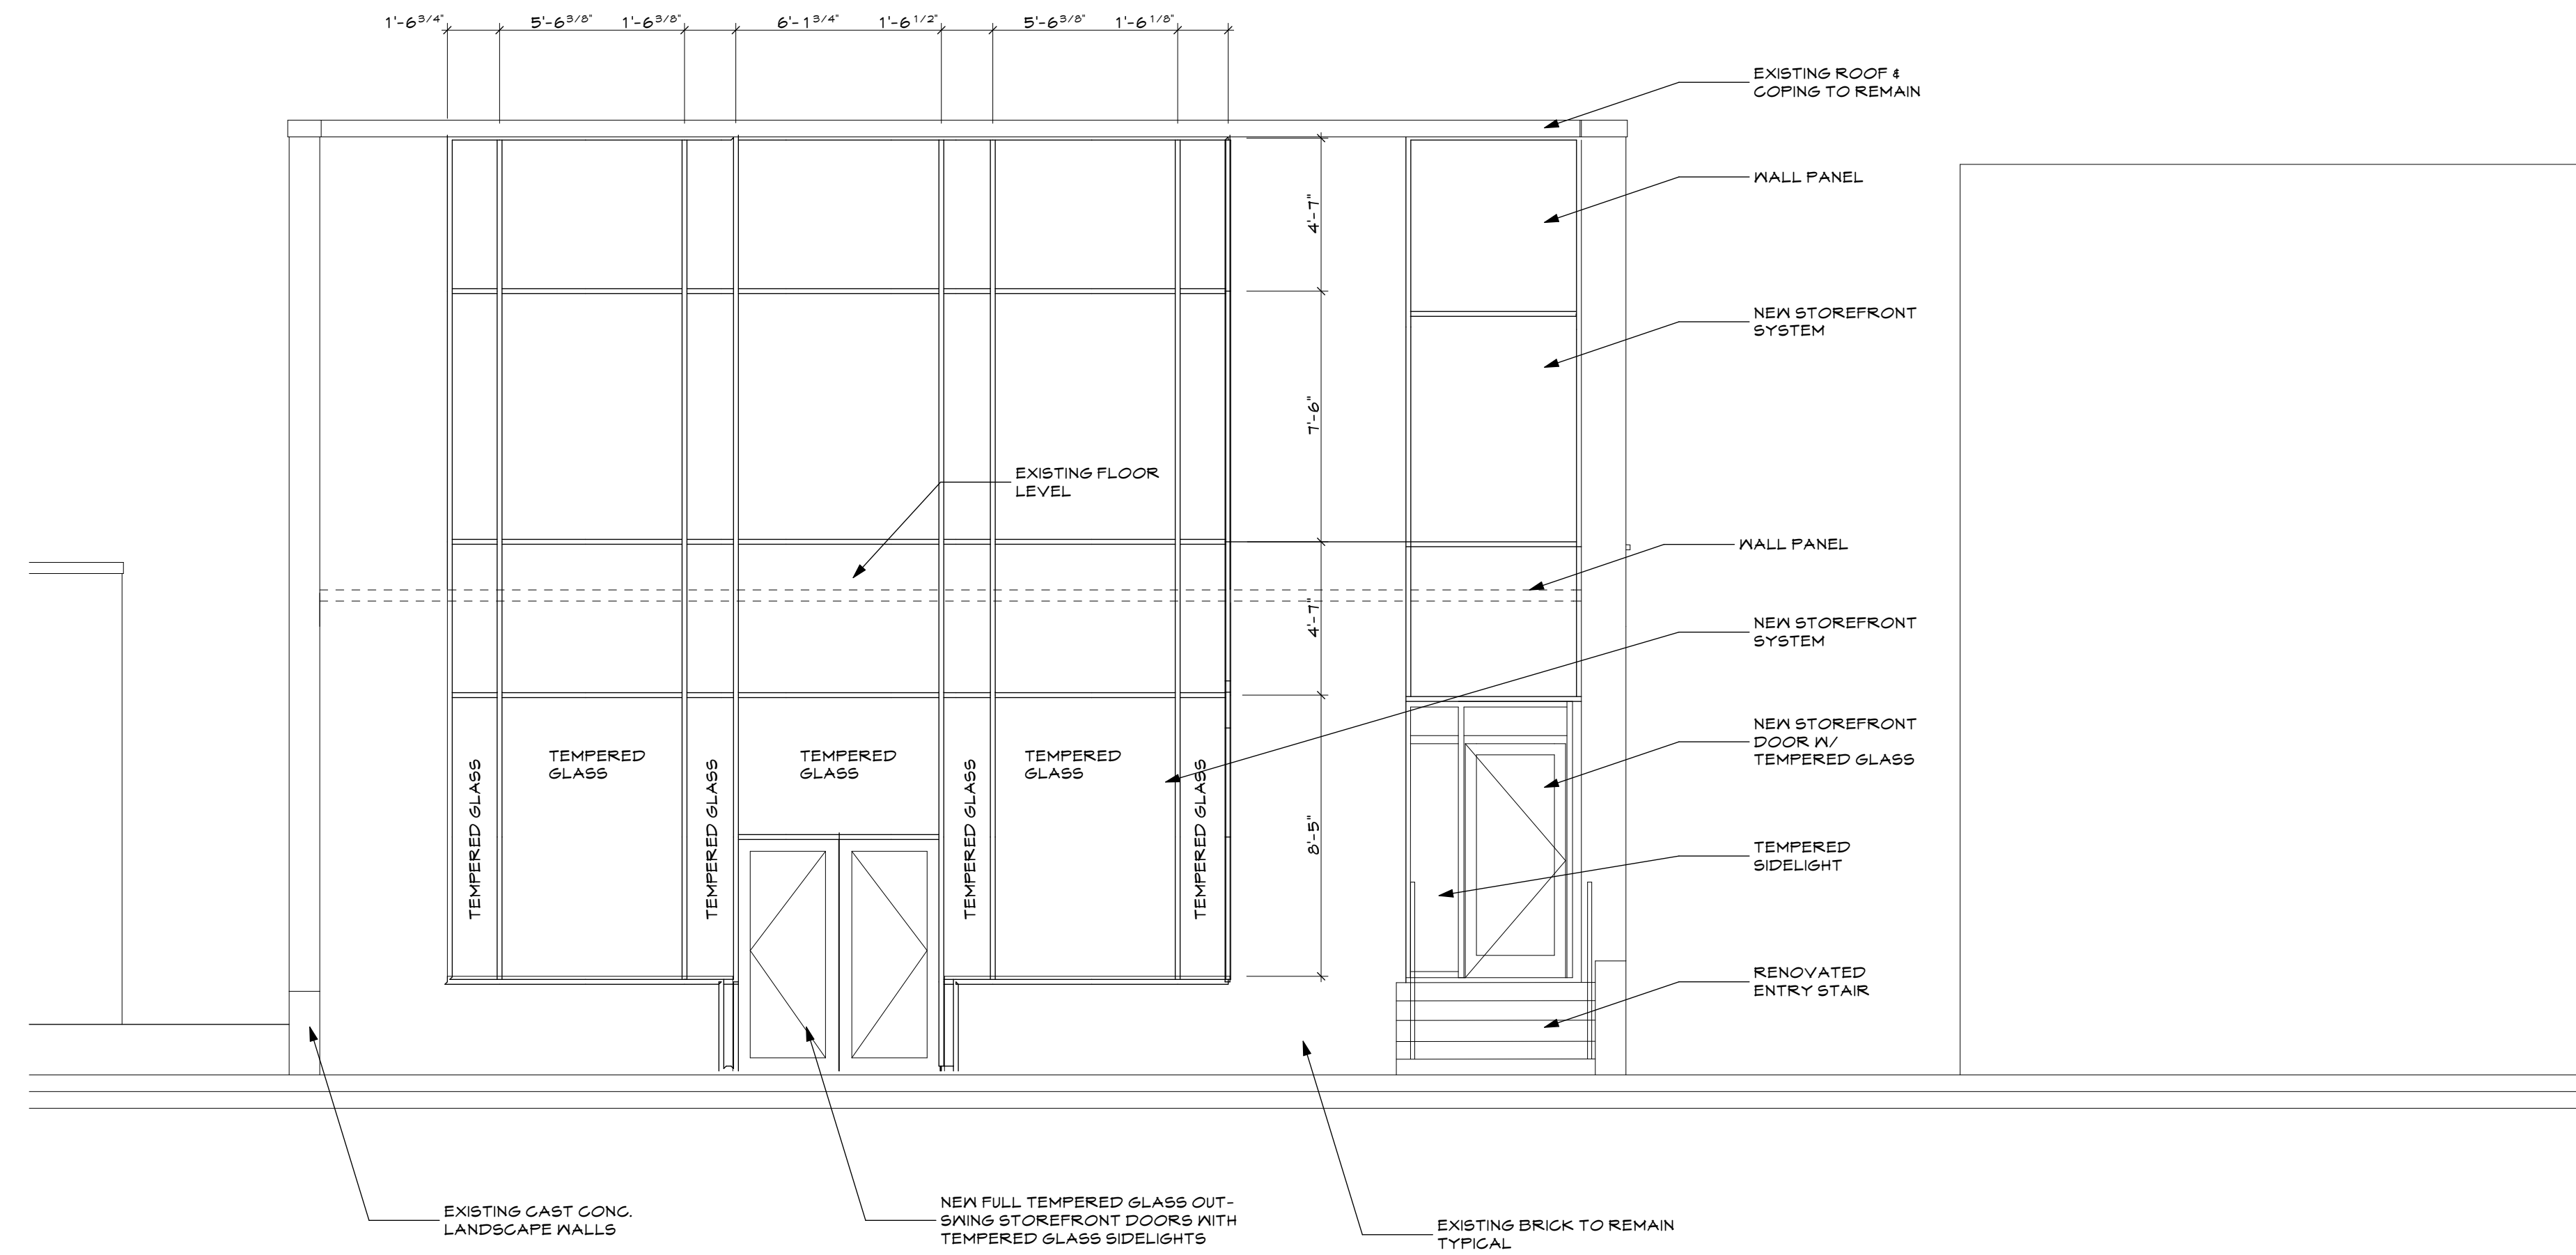 1'-6 3/4" 5'-6 3/8" 1'-6 3/8" 6'-1 3/4" 1'-6 1/2" 5'-6 3/8" 1'-6 1/8"
EXISTING ROOF &
COPING TO REMAIN
WALL PANEL
4'-7"
NEW STOREFRONT
SYSTEM
7'-6"
EXISTING FLOOR
LEVEL
WALL PANEL
4'-7"
NEW STOREFRONT
SYSTEM
NEW STOREFRONT
DOOR W/
TEMPERED GLASS
TEMPERED GLASS
TEMPERED
GLASS
TEMPERED GLASS
TEMPERED
GLASS
TEMPERED GLASS
TEMPERED
GLASS
TEMPERED GLASS
8'-5"
TEMPERED
SIDELIGHT
RENOVATED
ENTRY STAIR
EXISTING CAST CONC.
LANDSCAPE WALLS
NEW FULL TEMPERED GLASS OUT-
SWING STOREFRONT DOORS WITH
TEMPERED GLASS SIDELIGHTS
EXISTING BRICK TO REMAIN
TYPICAL